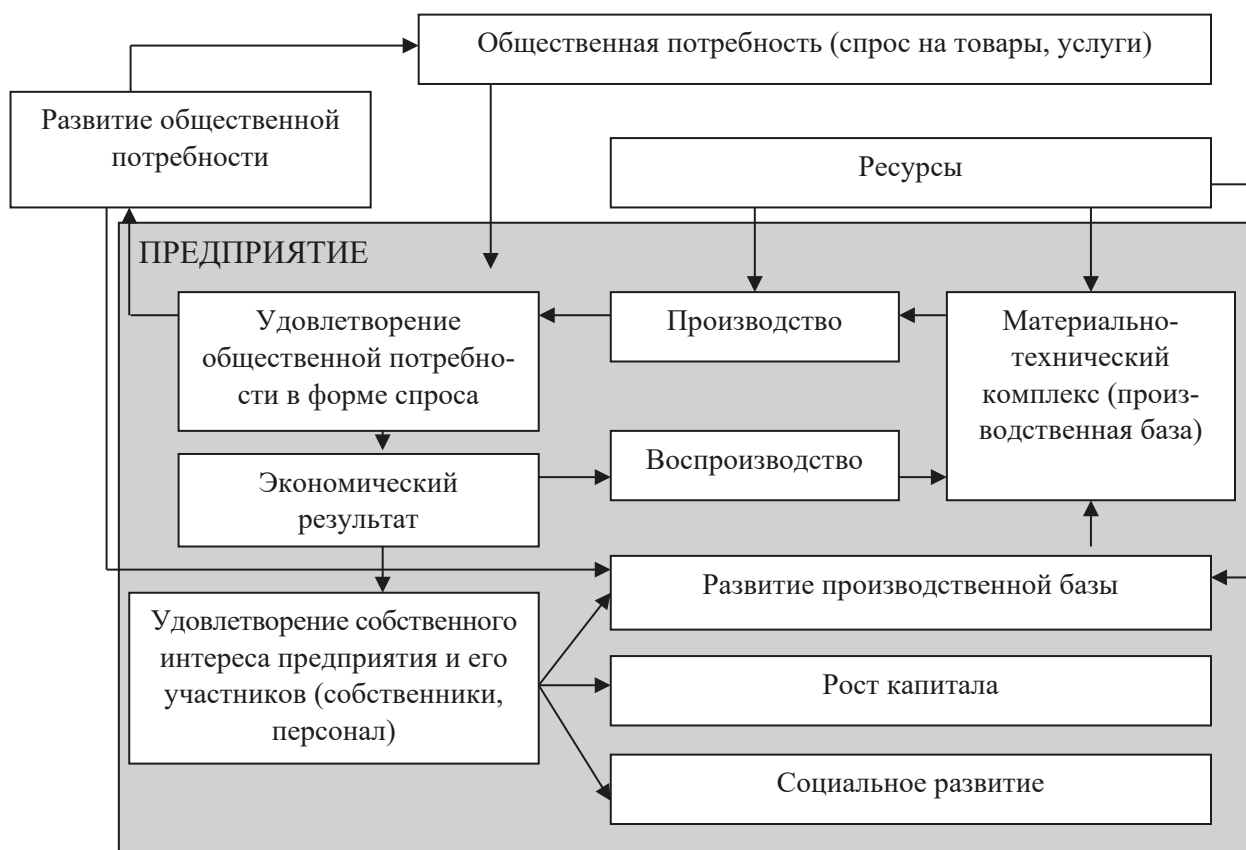 Общественная потребность (спрос на товары, услуги)
Развитие общественной
потребности
Ресурсы
ПРЕДПРИЯТИЕ
Удовлетворение
общественной потребно-
сти в форме спроса
Производство
Материально-
технический
комплекс (произ-
водственная база)
Экономический
результат
Воспроизводство
Развитие производственной базы
Удовлетворение собственного
интереса предприятия и его
участников (собственники,
персонал)
Рост капитала
Социальное развитие